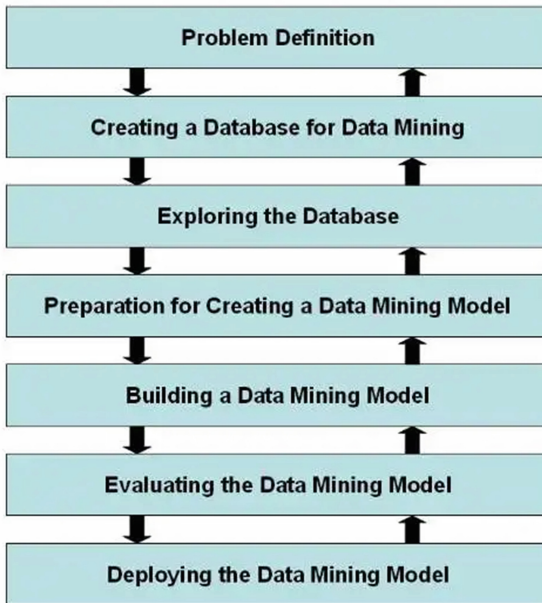 Problem Definition
Creating a Database for Data Mining
Exploring the Database
Preparation for Creating a Data Mining Model
Building a Data Mining Model
Evaluating the Data Mining Model
Deploying the Data Mining Model